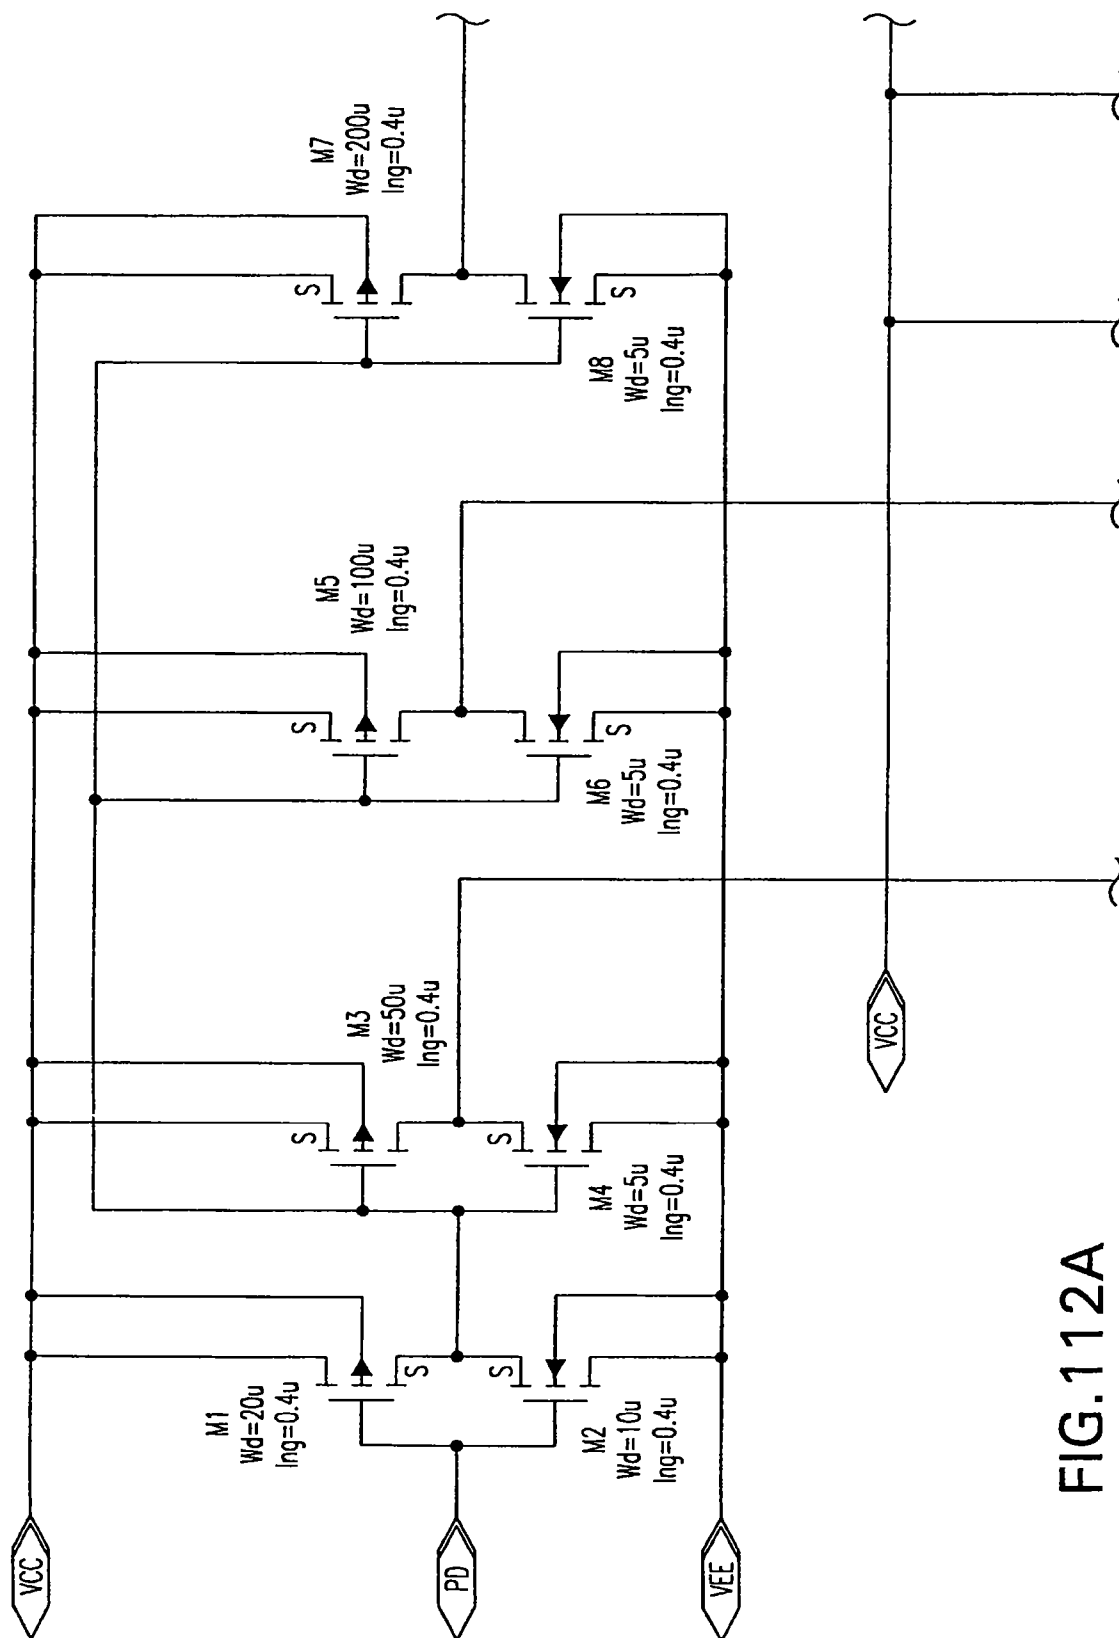 VCC
M1
Wd=20u
lng=0.4u
S
M3
Wd=50u
lng=0.4u
S
M5
Wd=100u
lng=0.4u
S
M7
Wd=200u
lng=0.4u
S
PD
S
M2
Wd=10u
lng=0.4u
S
M4
Wd=5u
lng=0.4u
S
M6
Wd=5u
lng=0.4u
S
M8
Wd=5u
lng=0.4u
VEE
VCC
FIG.112A